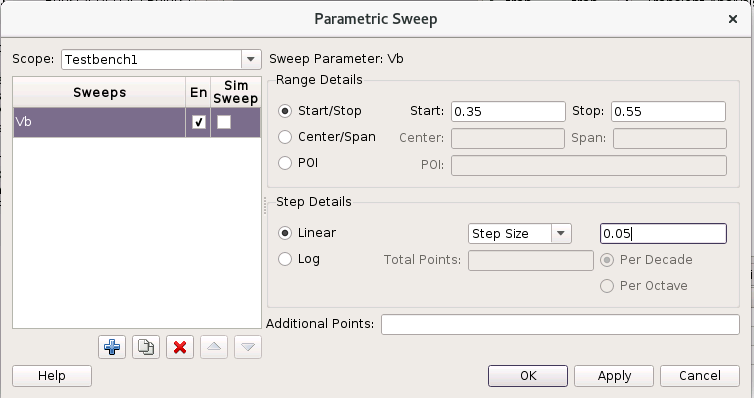 Parametric Sweep
Scope: Testbench1
Sweeps En Sim Sweep
Vb
Sweep Parameter: Vb
Range Details
Start/Stop Start: 0.35 Stop: 0.55
Center/Span Center: Span:
POI POI:
Step Details
Linear Step Size 0.05
Log Total Points: Per Decade
Per Octave
Additional Points:
Help OK Apply Cancel